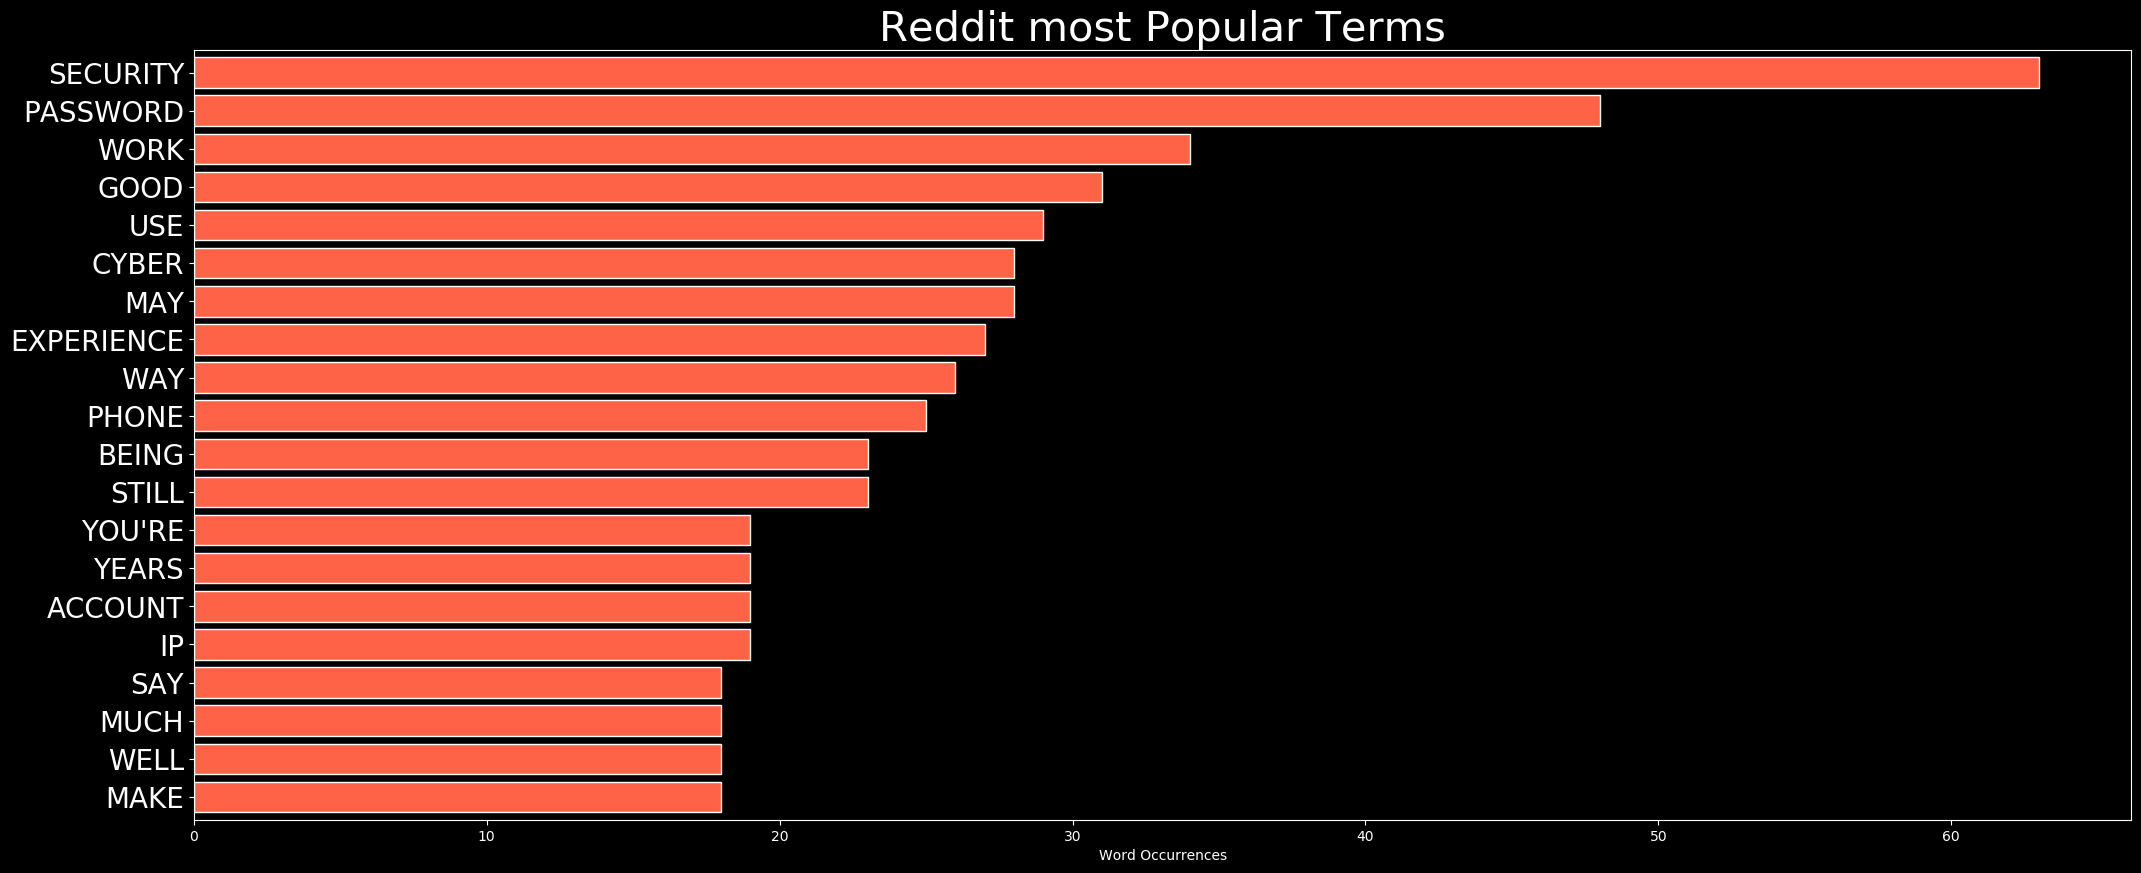 Reddit most Popular Terms
SECURITY
PASSWORD
WORK
GOOD
USE
CYBER
MAY
EXPERIENCE
WAY
PHONE
BEING
STILL
YOU'RE
YEARS
ACCOUNT
IP
SAY
MUCH
WELL
MAKE
0 10 20 30 40 50 60
Word Occurrences